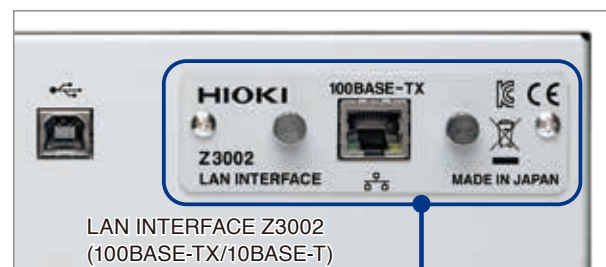 HIOKI
100BASE-TX
CE
Z3002
LAN INTERFACE
MADE IN JAPAN
LAN INTERFACE Z3002
(100BASE-TX/10BASE-T)